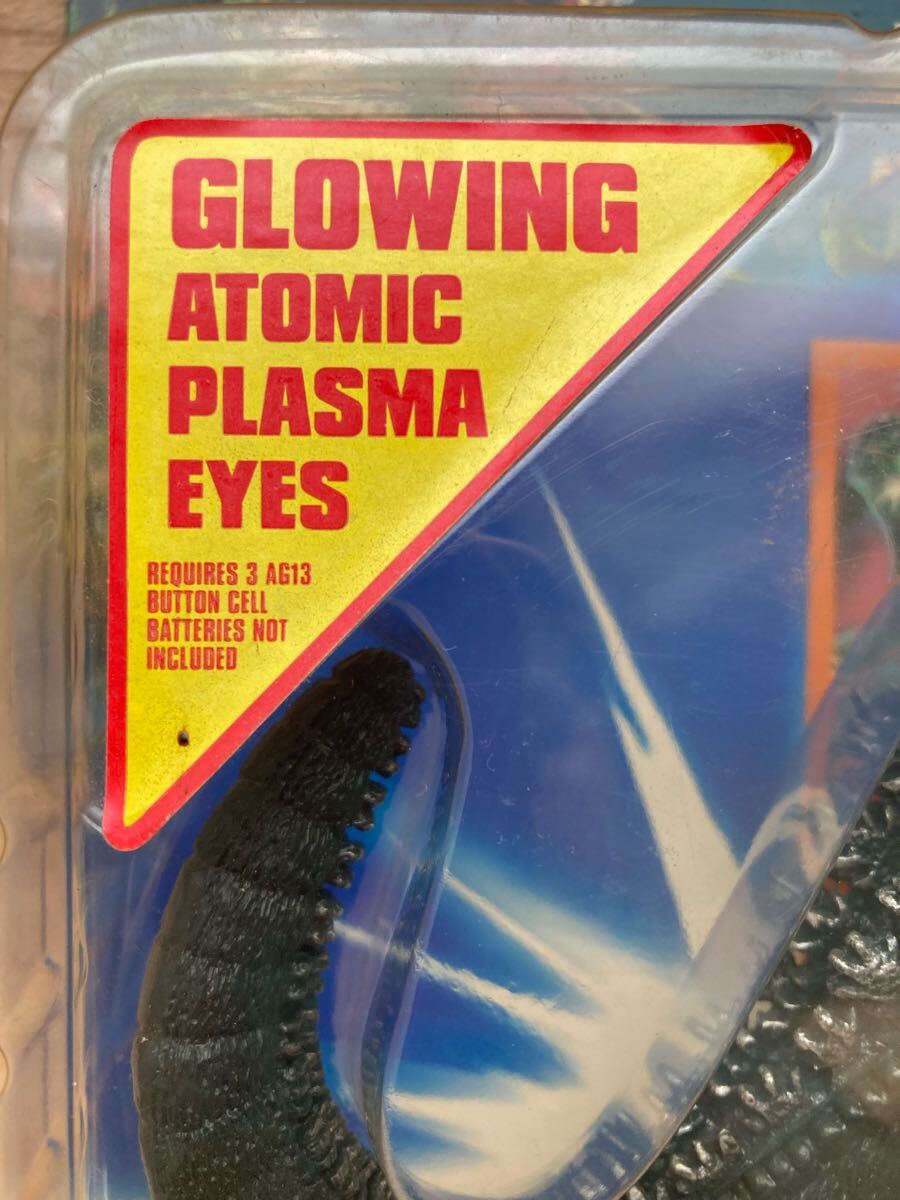 GLOWING
ATOMIC
PLASMA
EYES
REQUIRES 3 AG13
BUTTON CELL
BATTERIES NOT
INCLUDED